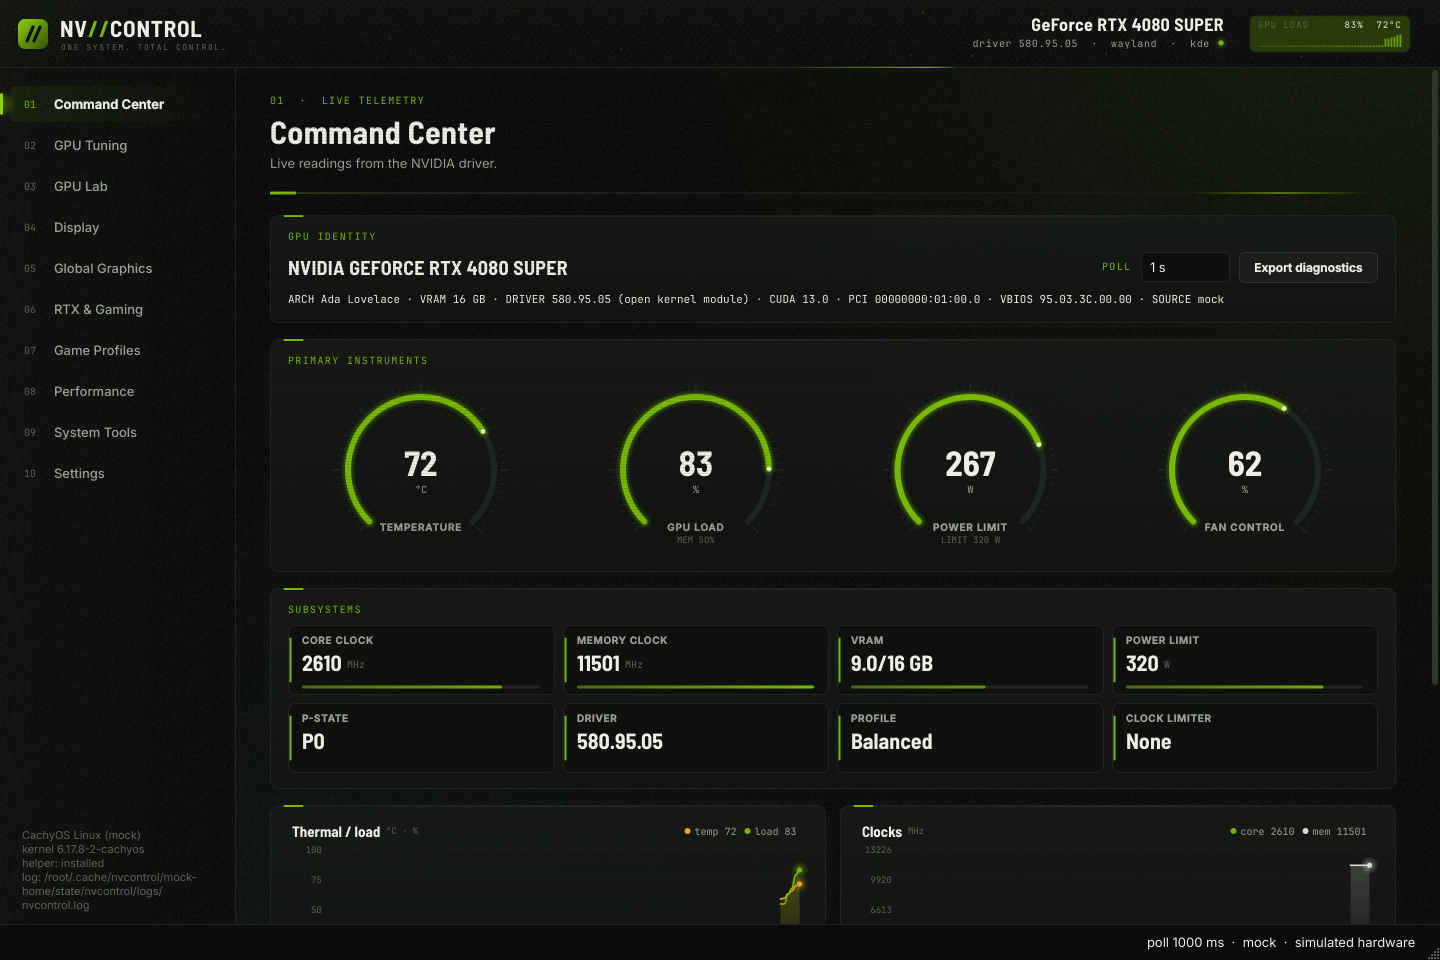 NV//CONTROL
ONE SYSTEM. TOTAL CONTROL.
GeForce RTX 4080 SUPER
driver 580.95.05 · wayland · kde
GPU LOAD 83% 72°C
01 Command Center
02 GPU Tuning
03 GPU Lab
04 Display
05 Global Graphics
06 RTX & Gaming
07 Game Profiles
08 Performance
09 System Tools
10 Settings
CachyOS Linux (mock)
kernel 6.17.8-2-cachyos
helper: installed
log: /root/.cache/nvcontrol/mock-
home/state/nvcontrol/logs/
nvcontrol.log
01 · LIVE TELEMETRY
Command Center
Live readings from the NVIDIA driver.
GPU IDENTITY
NVIDIA GEFORCE RTX 4080 SUPER
POLL 1 s Export diagnostics
ARCH Ada Lovelace · VRAM 16 GB · DRIVER 580.95.05 (open kernel module) · CUDA 13.0 · PCI 00000000:01:00.0 · VBIOS 95.03.3C.00.00 · SOURCE mock
PRIMARY INSTRUMENTS
72
°C
TEMPERATURE
83
%
GPU LOAD
MEM 50%
267
W
POWER LIMIT
LIMIT 320 W
62
%
FAN CONTROL
SUBSYSTEMS
CORE CLOCK
2610 MHz
MEMORY CLOCK
11501 MHz
VRAM
9.0/16 GB
POWER LIMIT
320 W
P-STATE
P0
DRIVER
580.95.05
PROFILE
Balanced
CLOCK LIMITER
None
Thermal / load °C · %
temp 72 load 83
100
75
50
Clocks MHz
core 2610 mem 11501
13226
9920
6613
poll 1000 ms · mock · simulated hardware